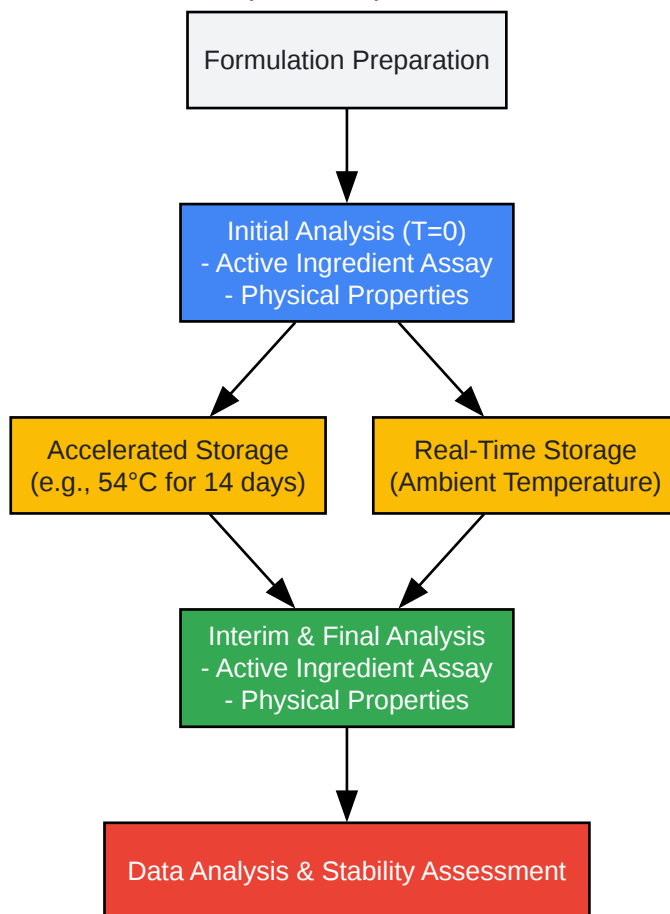 Formulation Preparation
Initial Analysis (T=0)
- Active Ingredient Assay
- Physical Properties
Accelerated Storage
(e.g., 54°C for 14 days)
Real-Time Storage
(Ambient Temperature)
Interim & Final Analysis
- Active Ingredient Assay
- Physical Properties
Data Analysis & Stability Assessment